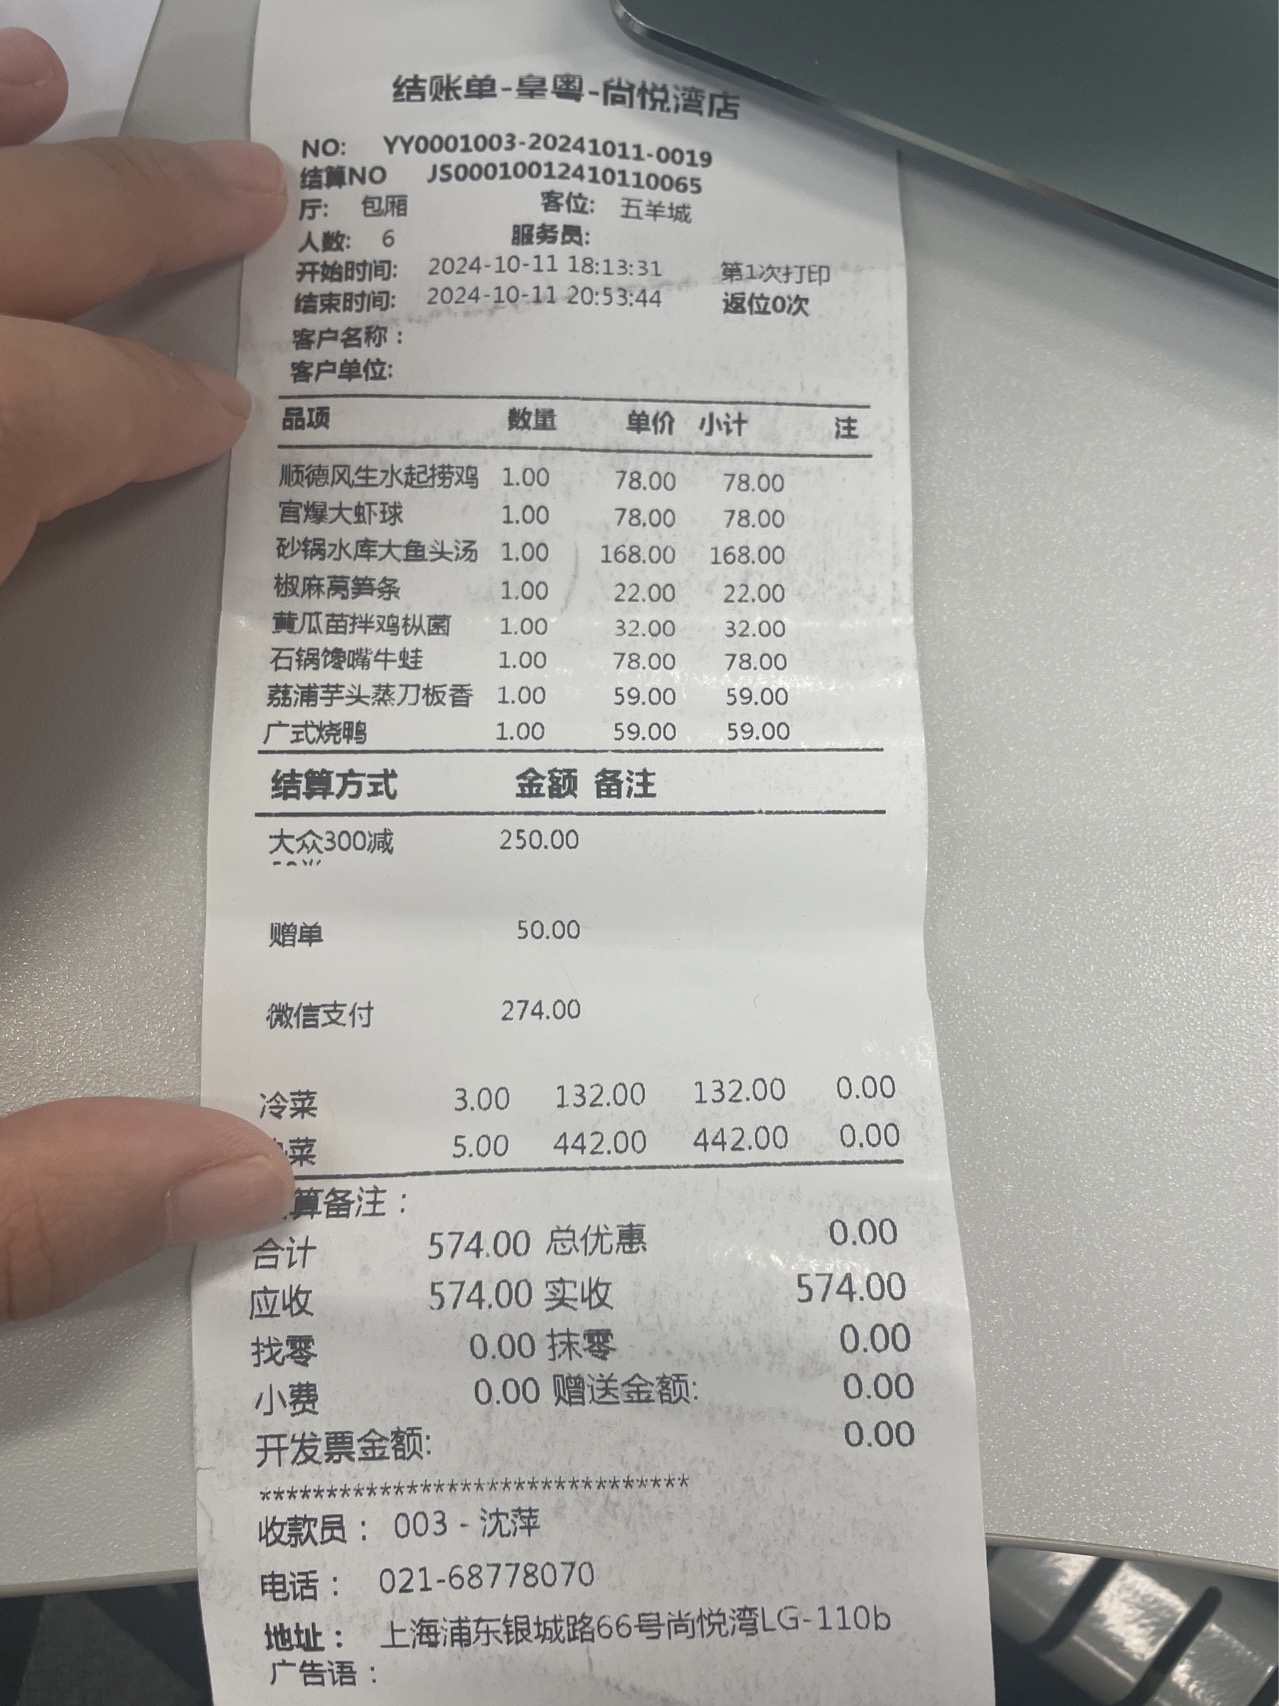 结账单-皇粤-尚悦湾店
NO: YY0001003-20241011-0019
结算NO JS00010012410110065
厅: 包厢 客位: 五羊城
人数: 6 服务员:
开始时间: 2024-10-11 18:13:31 第1次打印
结束时间: 2024-10-11 20:53:44 返位0次
客户名称：
客户单位:
品项 数量 单价 小计 注
顺德风生水起捞鸡 1.00 78.00 78.00
宫爆大虾球 1.00 78.00 78.00
砂锅水库大鱼头汤 1.00 168.00 168.00
椒麻莴笋条 1.00 22.00 22.00
黄瓜苗拌鸡枞菌 1.00 32.00 32.00
石锅馋嘴牛蛙 1.00 78.00 78.00
荔浦芋头蒸刀板香 1.00 59.00 59.00
广式烧鸭 1.00 59.00 59.00
结算方式 金额 备注
大众300减 250.00
赠单 50.00
微信支付 274.00
冷菜 3.00 132.00 132.00 0.00
菜 5.00 442.00 442.00 0.00
算备注：
合计 574.00 总优惠 0.00
应收 574.00 实收 574.00
找零 0.00 抹零 0.00
小费 0.00 赠送金额: 0.00
开发票金额: 0.00
********************************
收款员： 003 - 沈萍
电话： 021-68778070
地址： 上海浦东银城路66号尚悦湾LG-110b
广告语：